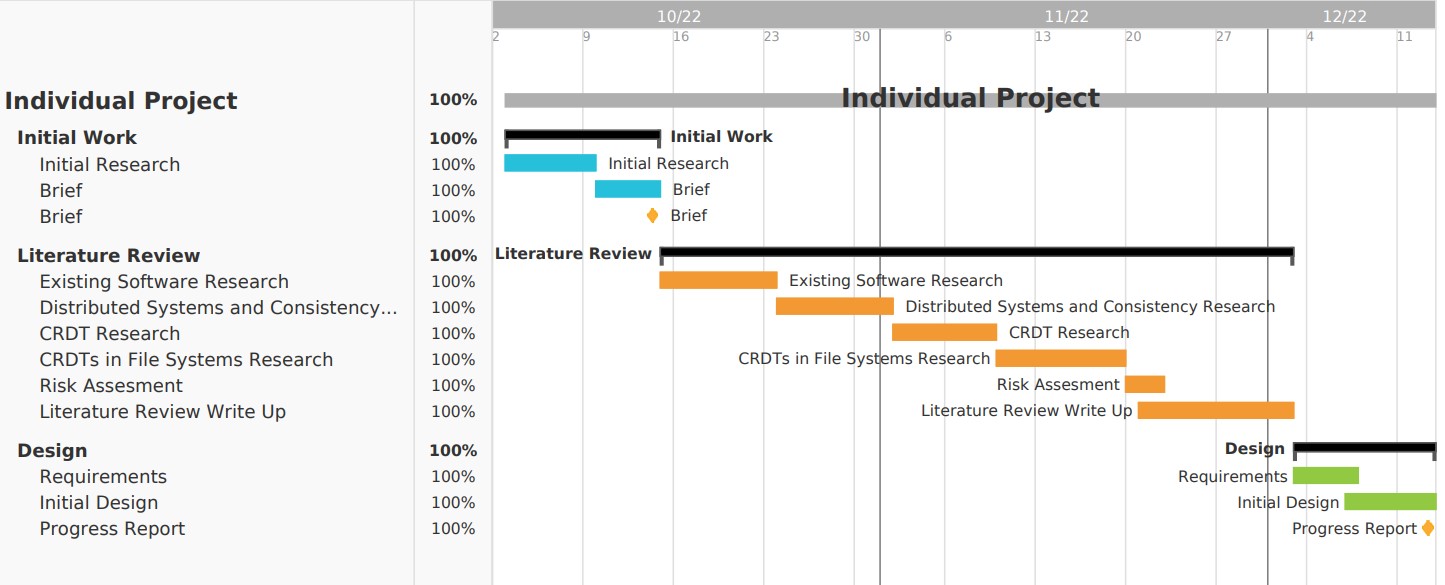 10/22 11/22 12/22
2 9 16 23 30 6 13 20 27 4 11
Individual Project 100% Individual Project
Initial Work 100% Initial Work
Initial Research 100% Initial Research
Brief 100% Brief
Brief 100% Brief
Literature Review 100% Literature Review
Existing Software Research 100% Existing Software Research
Distributed Systems and Consistency... 100% Distributed Systems and Consistency Research
CRDT Research 100% CRDT Research
CRDTs in File Systems Research 100% CRDTs in File Systems Research
Risk Assesment 100% Risk Assesment
Literature Review Write Up 100% Literature Review Write Up
Design 100% Design
Requirements 100% Requirements
Initial Design 100% Initial Design
Progress Report 100% Progress Report